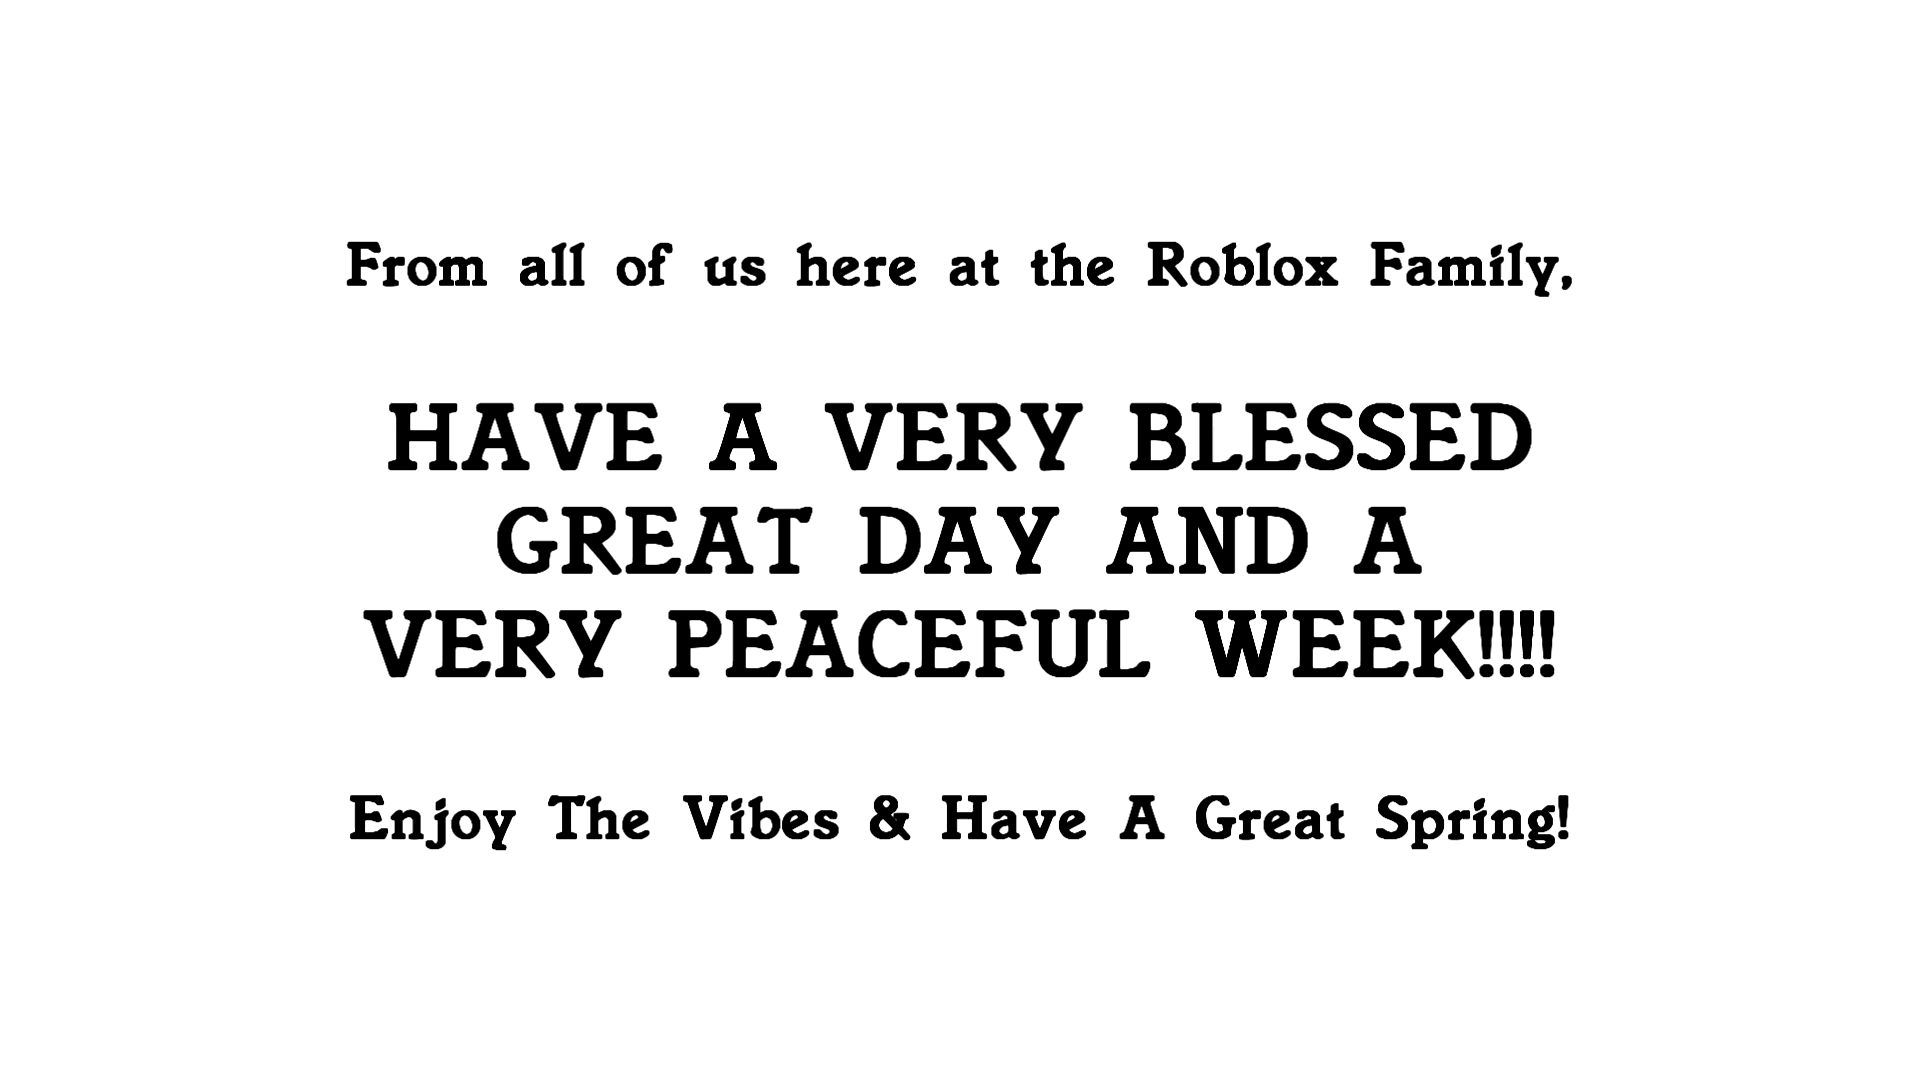 From all of us here at the Roblox Family,
HAVE A VERY BLESSED
GREAT DAY AND A
VERY PEACEFUL WEEK!!!!
Enjoy The Vibes & Have A Great Spring!